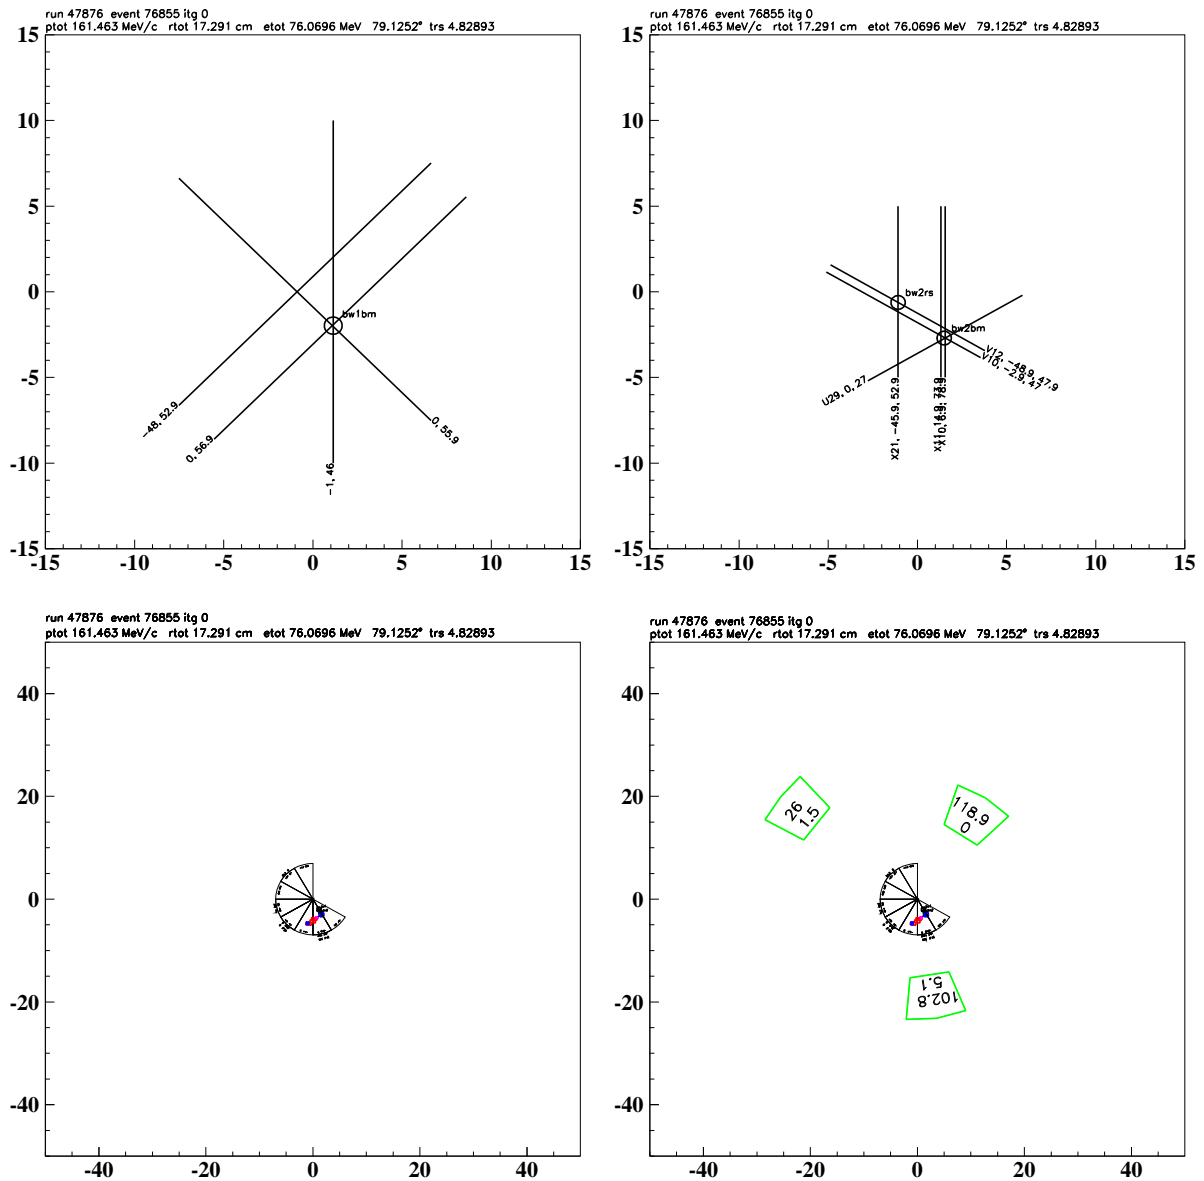 run 47876 event 76855 itg 0
ptot 161.463 MeV/c rtot 17.291 cm etot 76.0696 MeV 79.1252° trs 4.82893
15
10
5
0
-5
-10
-15
bw1bm
-48, 52.9
0, 56.9
-1, 46
0, 55.9
-15 -10 -5 0 5 10 15
run 47876 event 76855 itg 0
ptot 161.463 MeV/c rtot 17.291 cm etot 76.0696 MeV 79.1252° trs 4.82893
15
10
5
0
-5
-10
-15
bw2rs
bw2bm
V12, -48.9, 47.9
V10, -2.9, 47
U29, 0, 27
X21, -45.9, 52.9
-15 -10 -5 0 5 10 15
run 47876 event 76855 itg 0
ptot 161.463 MeV/c rtot 17.291 cm etot 76.0696 MeV 79.1252° trs 4.82893
40
20
0
-20
-40
-40 -20 0 20 40
run 47876 event 76855 itg 0
ptot 161.463 MeV/c rtot 17.291 cm etot 76.0696 MeV 79.1252° trs 4.82893
40
20
0
-20
-40
26
1.5
118.9
0
102.8
5.1
-40 -20 0 20 40